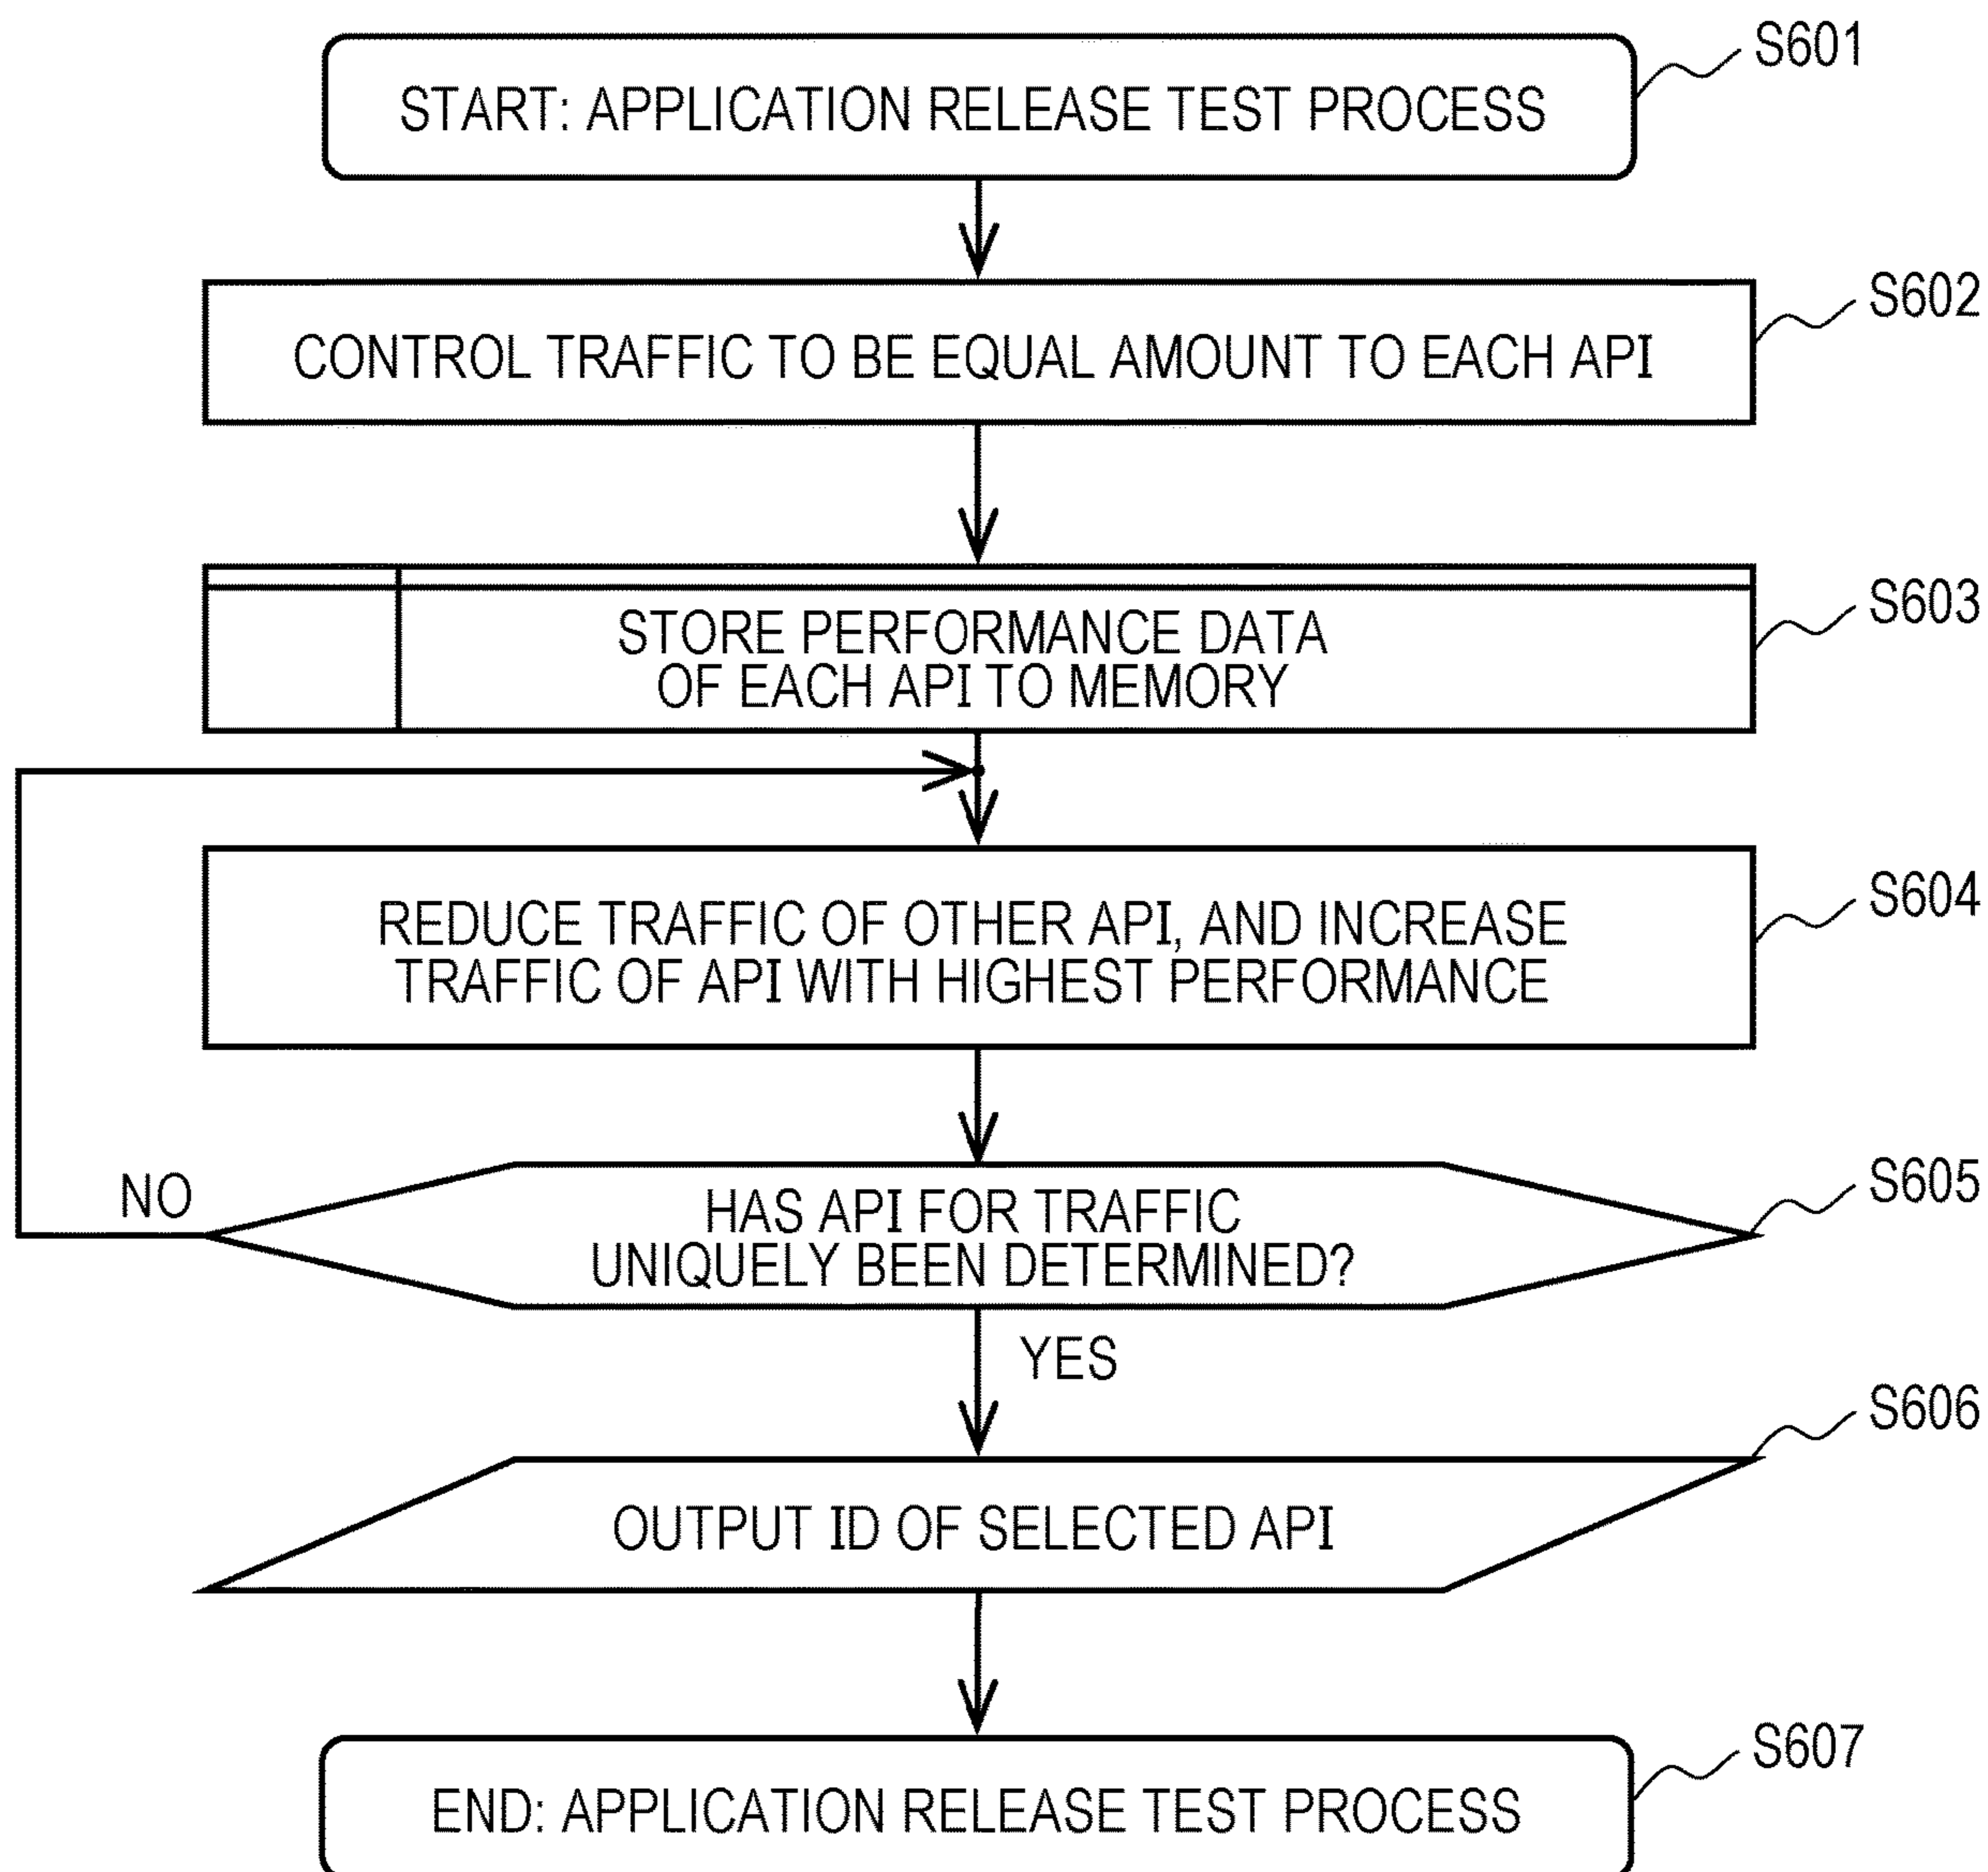 START: APPLICATION RELEASE TEST PROCESS
S601
CONTROL TRAFFIC TO BE EQUAL AMOUNT TO EACH API
S602
STORE PERFORMANCE DATA
OF EACH API TO MEMORY
S603
REDUCE TRAFFIC OF OTHER API, AND INCREASE
TRAFFIC OF API WITH HIGHEST PERFORMANCE
S604
HAS API FOR TRAFFIC
UNIQUELY BEEN DETERMINED?
S605
NO
YES
OUTPUT ID OF SELECTED API
S606
END: APPLICATION RELEASE TEST PROCESS
S607